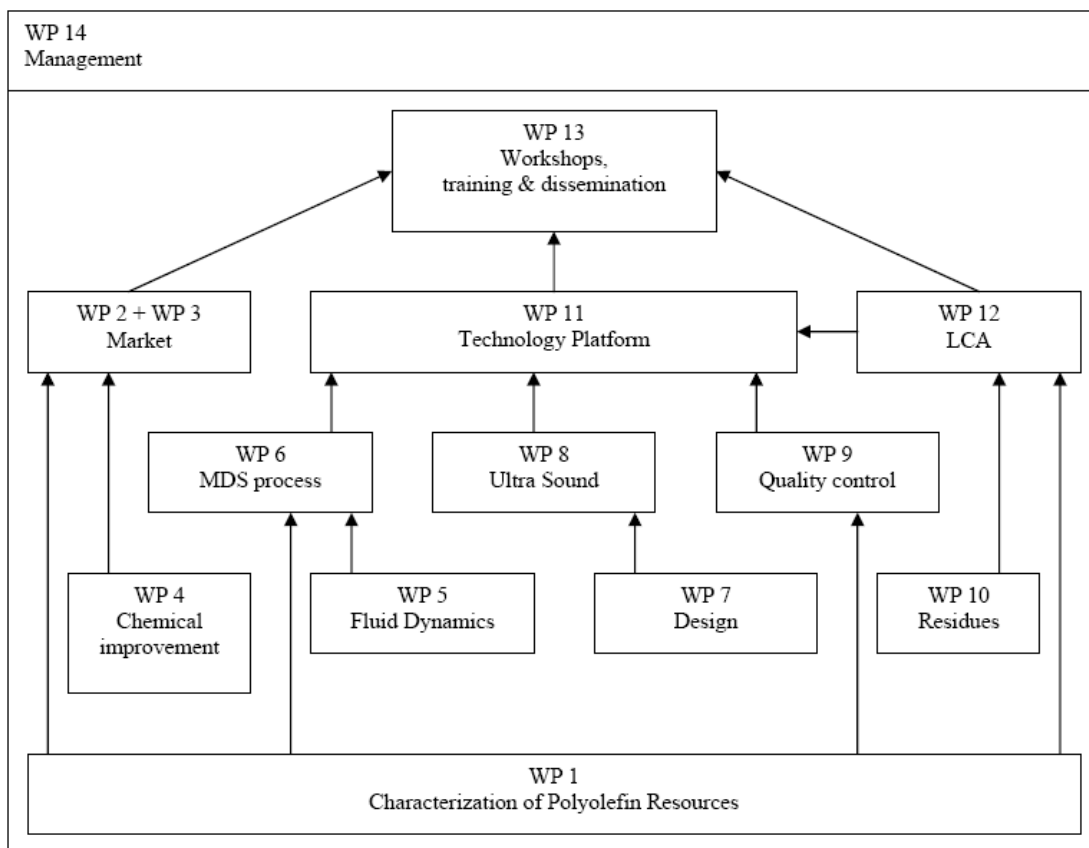 WP 14
Management
WP 13
Workshops,
training & dissemination
WP 2 + WP 3
Market
WP 11
Technology Platform
WP 12
LCA
WP 6
MDS process
WP 8
Ultra Sound
WP 9
Quality control
WP 4
Chemical
improvement
WP 5
Fluid Dynamics
WP 7
Design
WP 10
Residues
WP 1
Characterization of Polyolefin Resources